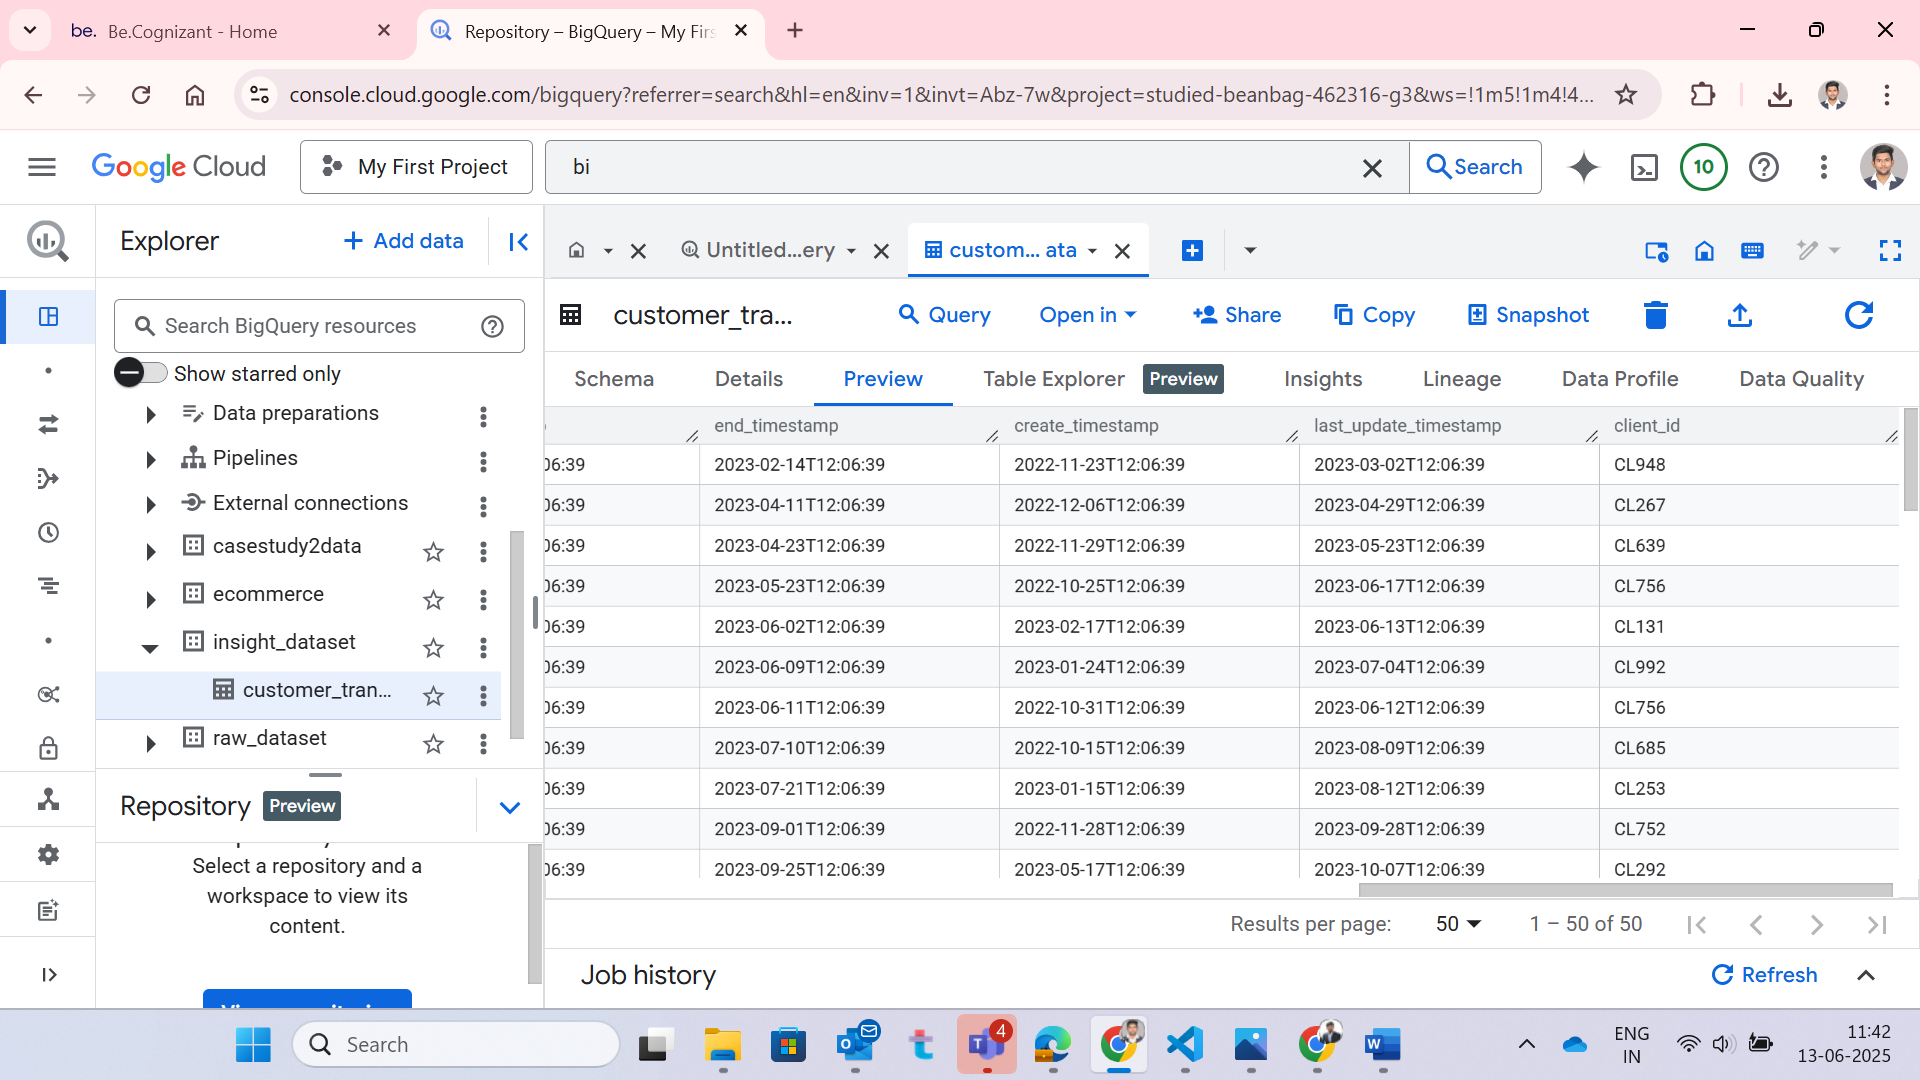 be. Be.Cognizant - Home
Repository – BigQuery – My Firs
console.cloud.google.com/bigquery?referrer=search&hl=en&inv=1&invt=Abz-7w&project=studied-beanbag-462316-g3&ws=!1m5!1m4!4...
Google Cloud
My First Project
bi
Search
10
Explorer
+ Add data
Untitled...ery
custom... ata
Search BigQuery resources
customer_tra...
Query
Open in
Share
Copy
Snapshot
Show starred only
Schema
Details
Preview
Table Explorer Preview
Insights
Lineage
Data Profile
Data Quality
Data preparations
Pipelines
External connections
casestudy2data
ecommerce
insight_dataset
customer_tran...
raw_dataset
end_timestamp create_timestamp last_update_timestamp client_id
06:39 2023-02-14T12:06:39 2022-11-23T12:06:39 2023-03-02T12:06:39 CL948
06:39 2023-04-11T12:06:39 2022-12-06T12:06:39 2023-04-29T12:06:39 CL267
06:39 2023-04-23T12:06:39 2022-11-29T12:06:39 2023-05-23T12:06:39 CL639
06:39 2023-05-23T12:06:39 2022-10-25T12:06:39 2023-06-17T12:06:39 CL756
06:39 2023-06-02T12:06:39 2023-02-17T12:06:39 2023-06-13T12:06:39 CL131
06:39 2023-06-09T12:06:39 2023-01-24T12:06:39 2023-07-04T12:06:39 CL992
06:39 2023-06-11T12:06:39 2022-10-31T12:06:39 2023-06-12T12:06:39 CL756
06:39 2023-07-10T12:06:39 2022-10-15T12:06:39 2023-08-09T12:06:39 CL685
06:39 2023-07-21T12:06:39 2023-01-15T12:06:39 2023-08-12T12:06:39 CL253
06:39 2023-09-01T12:06:39 2022-11-28T12:06:39 2023-09-28T12:06:39 CL752
06:39 2023-09-25T12:06:39 2023-05-17T12:06:39 2023-10-07T12:06:39 CL292
Repository Preview
Select a repository and a
workspace to view its
content.
Results per page: 50 1 – 50 of 50
Job history
Refresh
Search
4
ENG
IN
11:42
13-06-2025